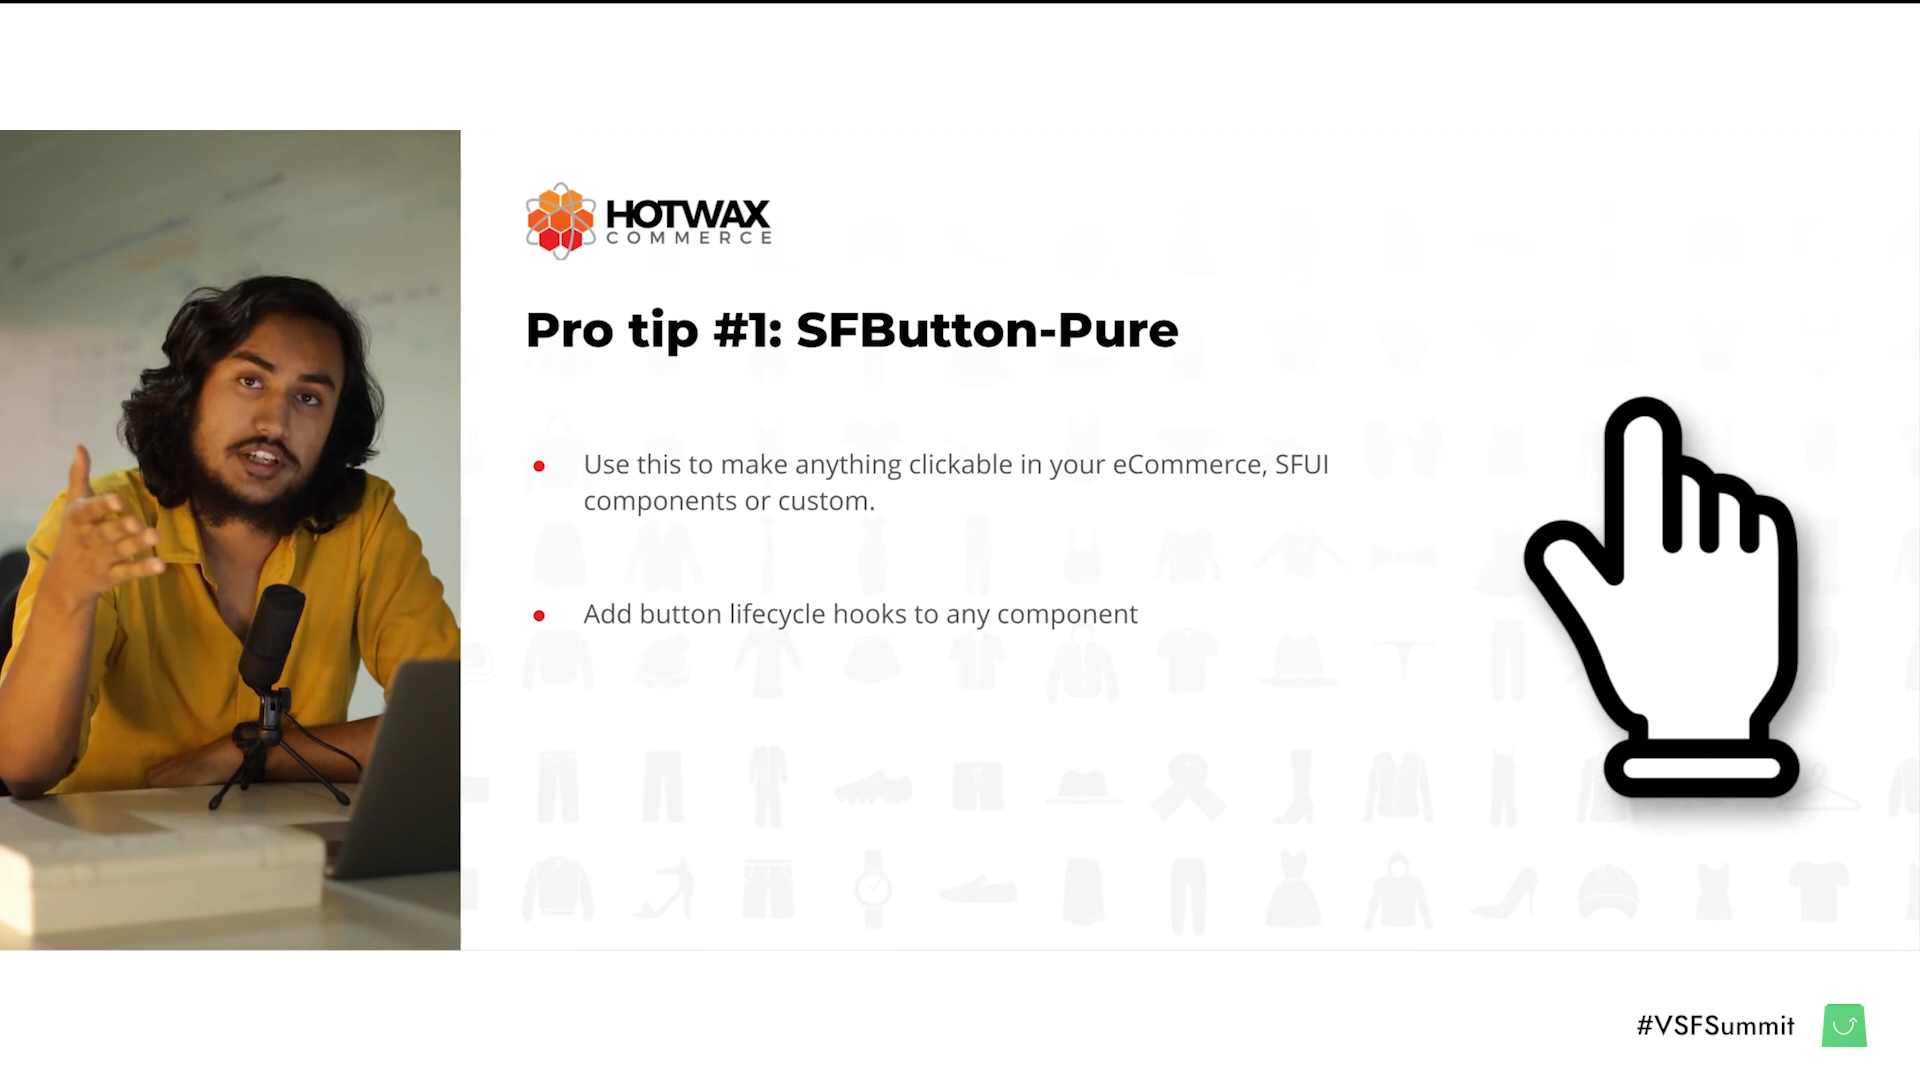 HOTWAX
COMMERCE
Pro tip #1: SFButton-Pure
Use this to make anything clickable in your eCommerce, SFUI
components or custom.
Add button lifecycle hooks to any component
#VSFSummit